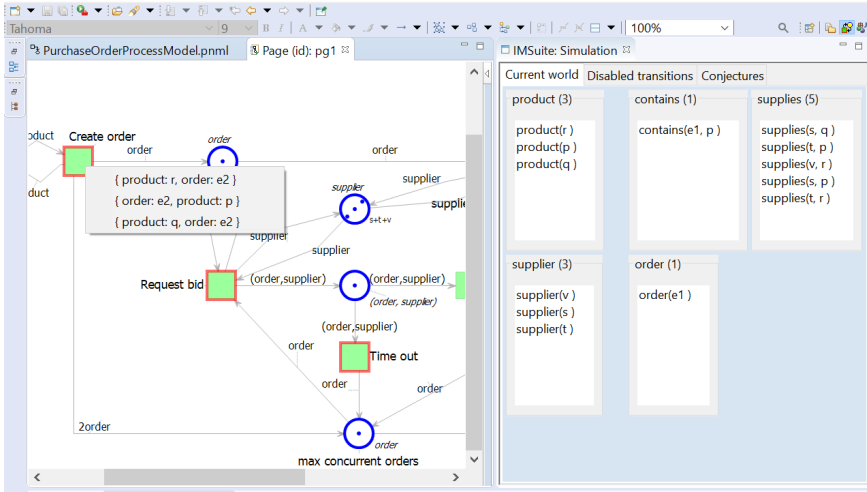 Tahoma
9
B I A
100%
PurchaseOrderProcessModel.pnml
Page (id): pg1
IMSuite: Simulation
Current world
Disabled transitions
Conjectures
oduct
Create order
order
order
order
duct
{ product: r, order: e2 }
{ order: e2, product: p }
{ product: q, order: e2 }
supplier
supplier
supplie
s+t+v
supplier
supplier
Request bid
(order,supplier)
(order,supplier)
(order, supplier)
(order,supplier)
order
Time out
order
order
2order
order
max concurrent orders
product (3)
product(r )
product(p )
product(q )
contains (1)
contains(e1, p )
supplies (5)
supplies(s, q )
supplies(t, p )
supplies(v, r )
supplies(s, p )
supplies(t, r )
supplier (3)
supplier(v )
supplier(s )
supplier(t )
order (1)
order(e1 )